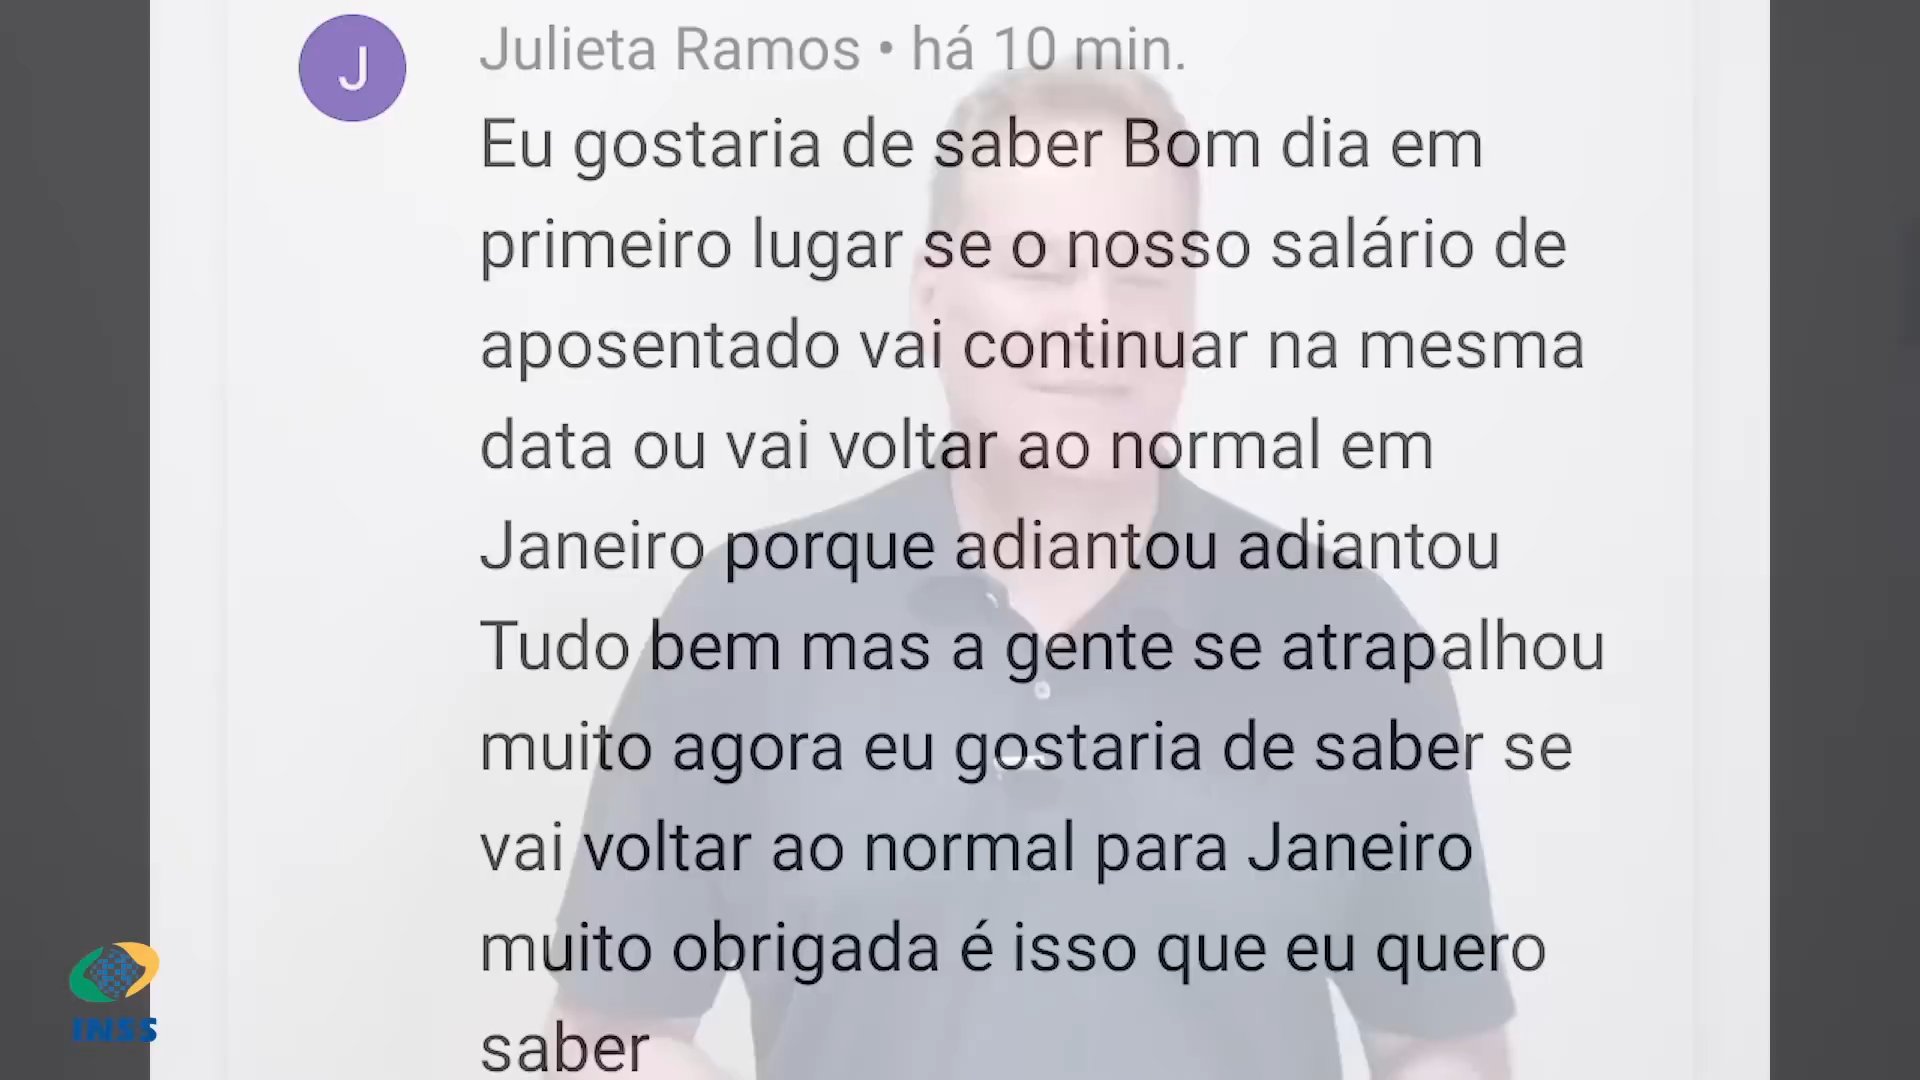 J
Julieta Ramos • há 10 min.
Eu gostaria de saber Bom dia em
primeiro lugar se o nosso salário de
aposentado vai continuar na mesma
data ou vai voltar ao normal em
Janeiro porque adiantou adiantou
Tudo bem mas a gente se atrapalhou
muito agora eu gostaria de saber se
vai voltar ao normal para Janeiro
muito obrigada é isso que eu quero
saber
INSS